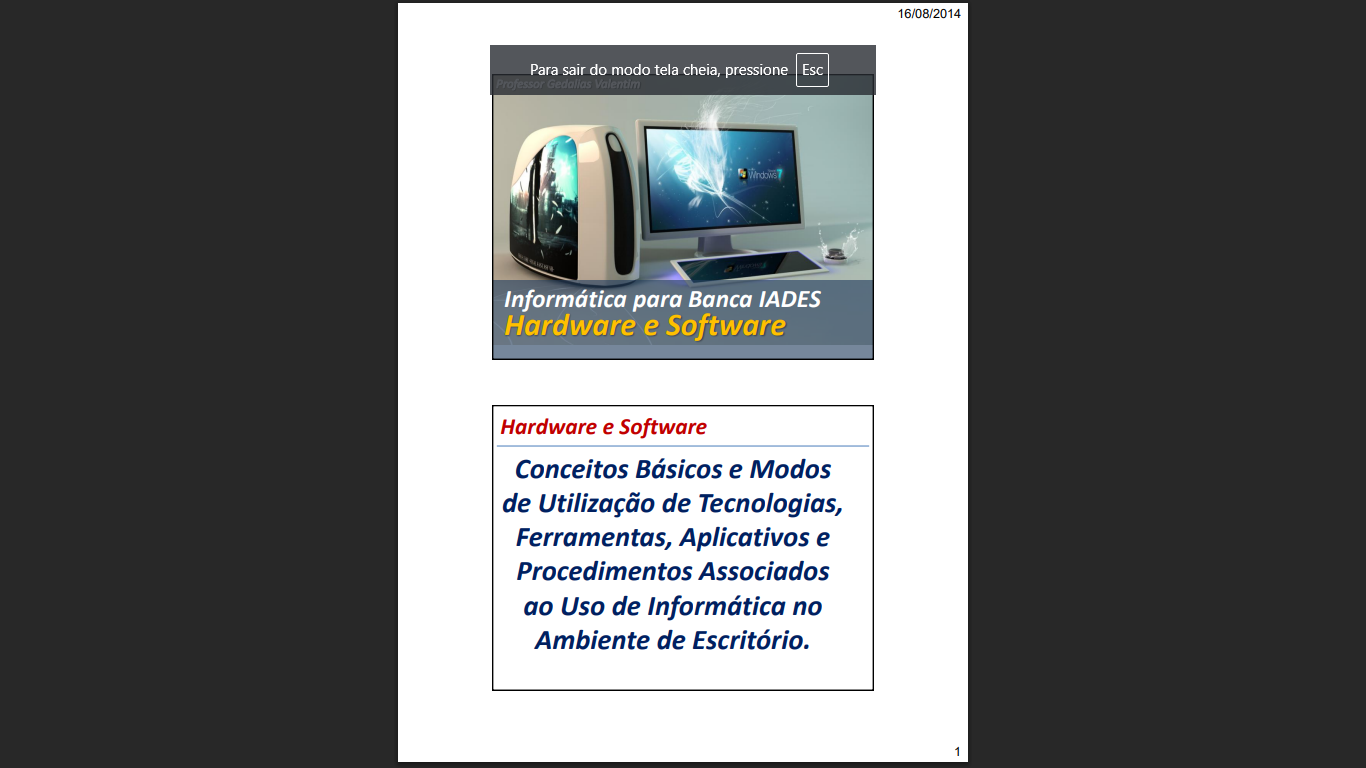 16/08/2014
Para sair do modo tela cheia, pressione Esc
Professor Gedalias Valentim
Windows 7
Informática para Banca IADES
Hardware e Software
Hardware e Software
Conceitos Básicos e Modos
de Utilização de Tecnologias,
Ferramentas, Aplicativos e
Procedimentos Associados
ao Uso de Informática no
Ambiente de Escritório.
1